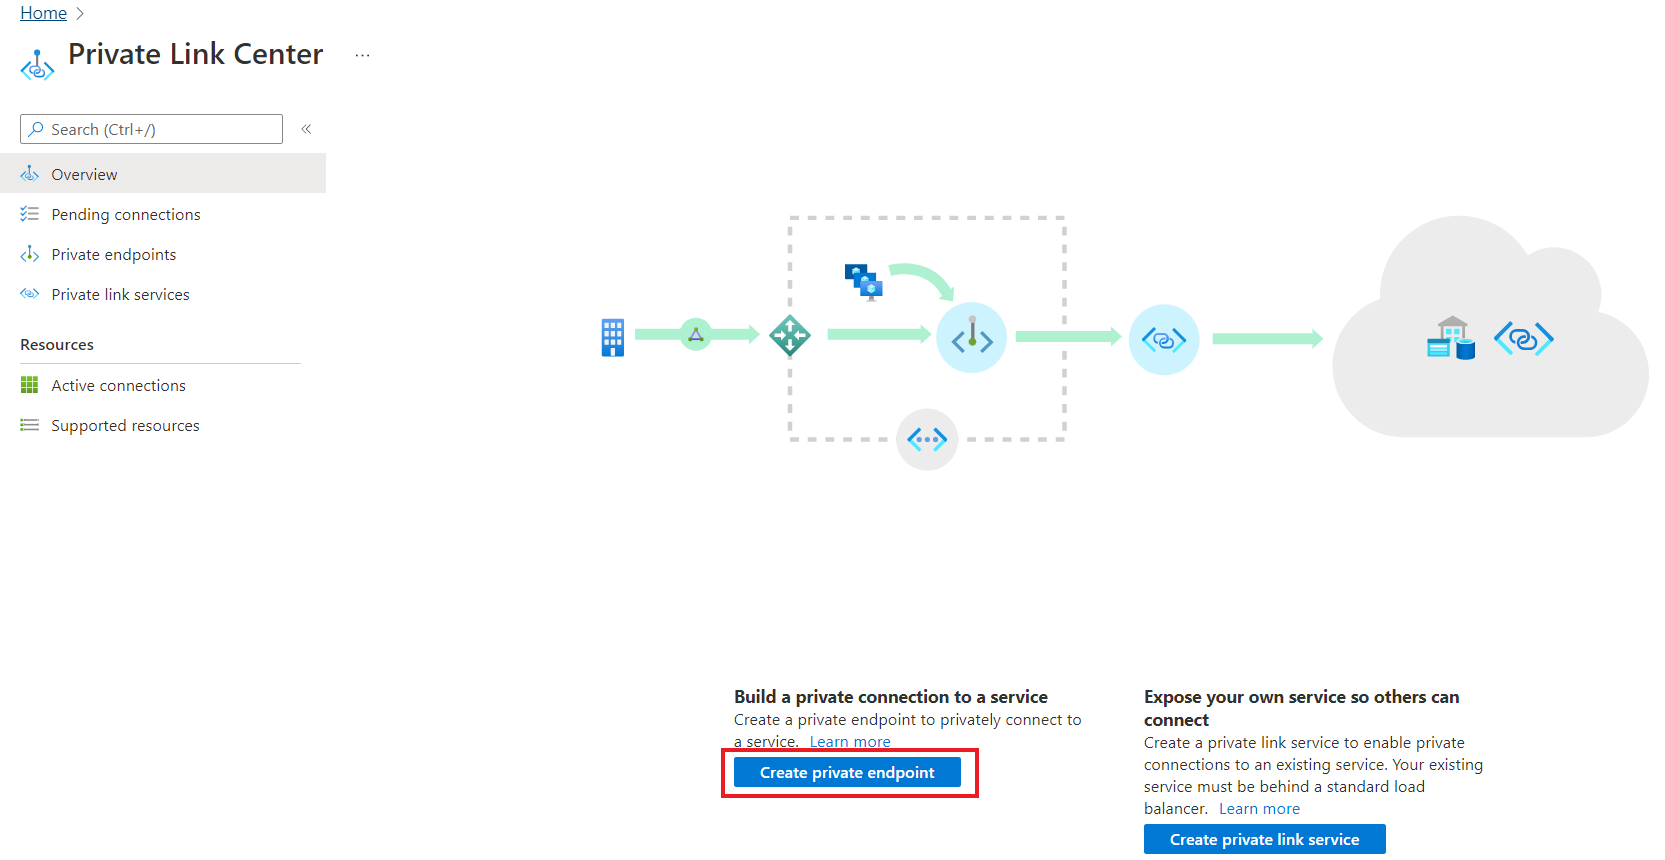 Home >
Private Link Center ...
Search (Ctrl+/) «
Overview
Pending connections
Private endpoints
Private link services
Resources
Active connections
Supported resources
Build a private connection to a service
Create a private endpoint to privately connect to
a service. Learn more
Create private endpoint
Expose your own service so others can
connect
Create a private link service to enable private
connections to an existing service. Your existing
service must be behind a standard load
balancer. Learn more
Create private link service